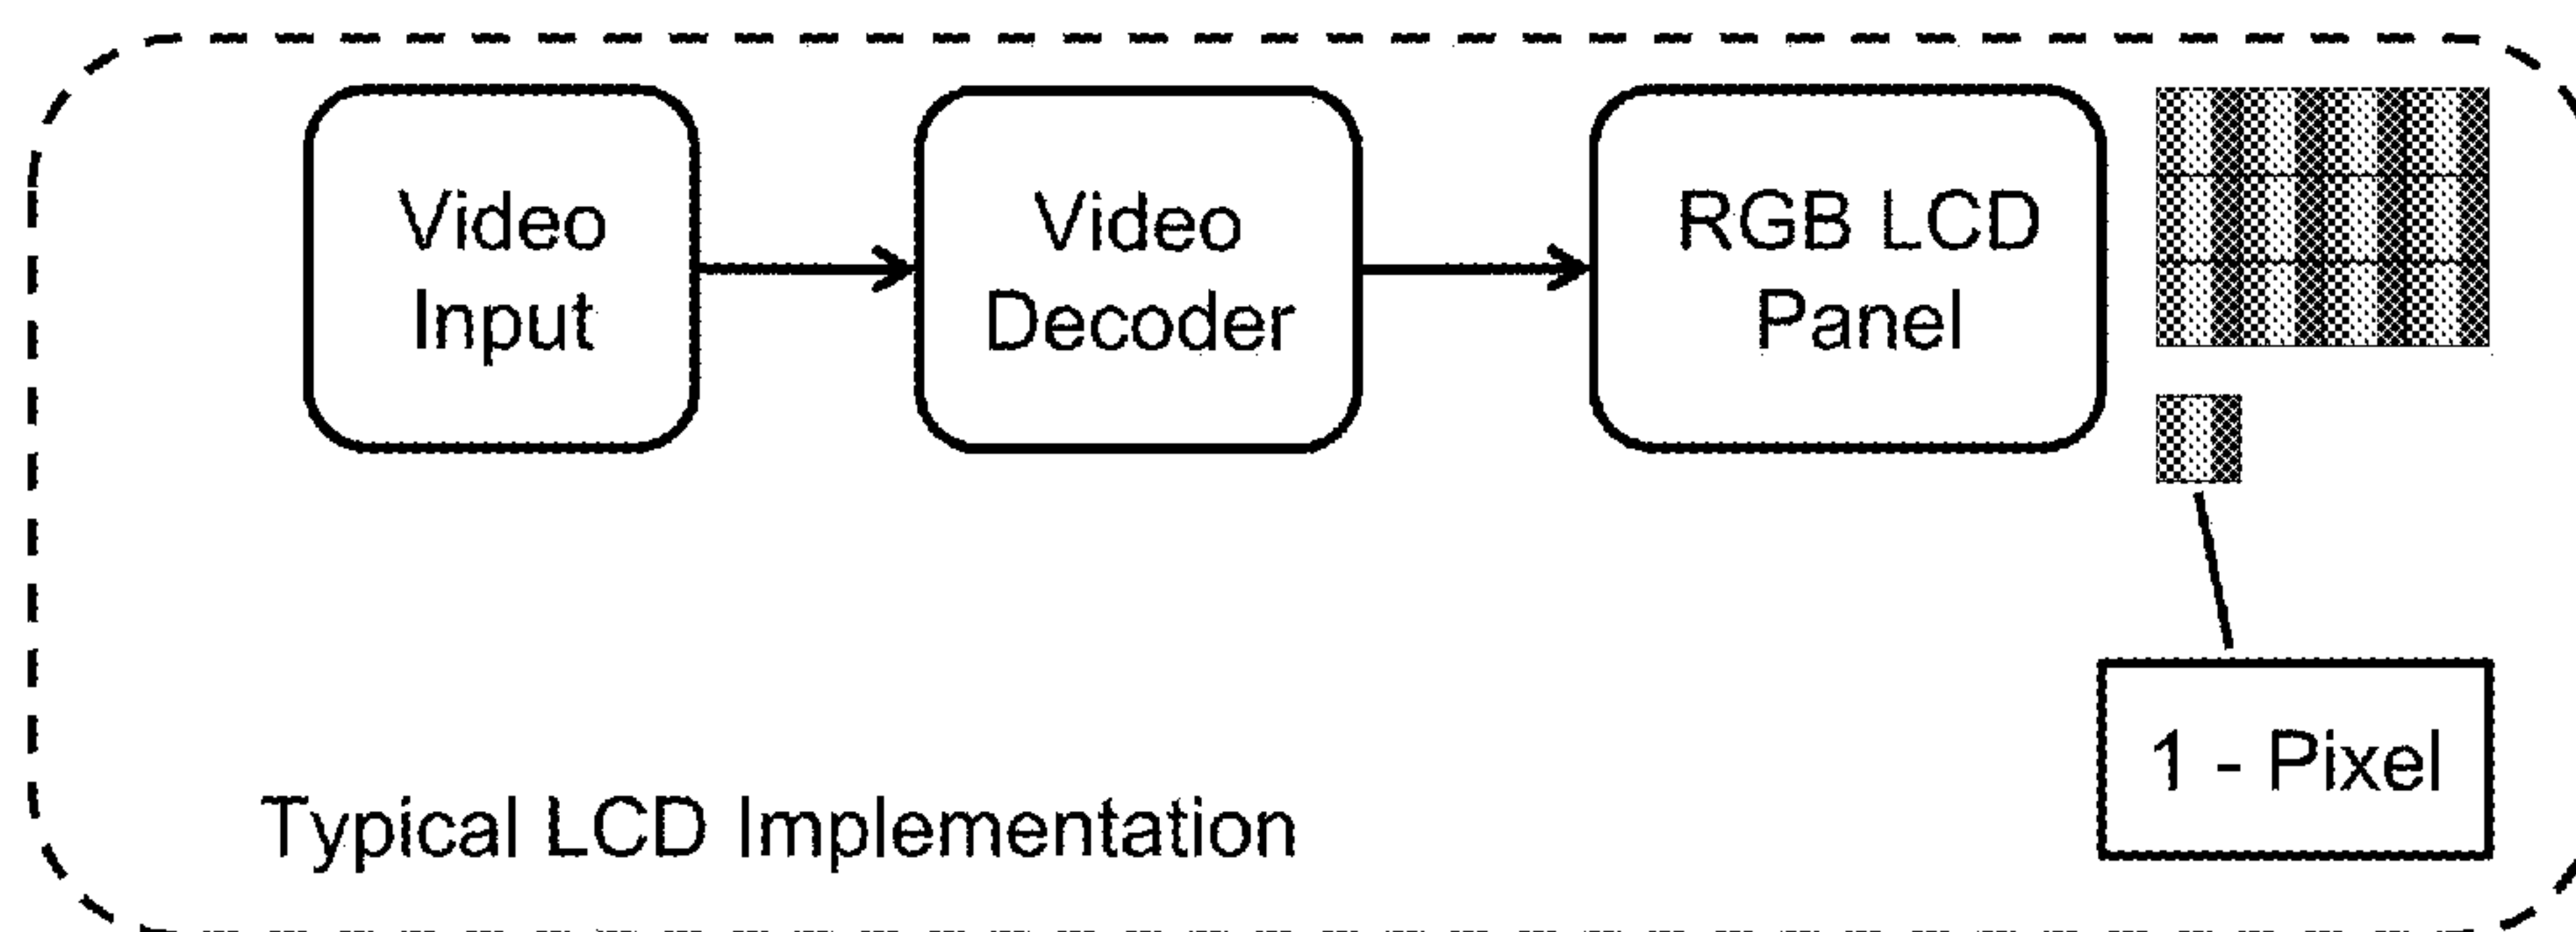 Video
Input
Video
Decoder
RGB LCD
Panel
1 - Pixel
Typical LCD Implementation